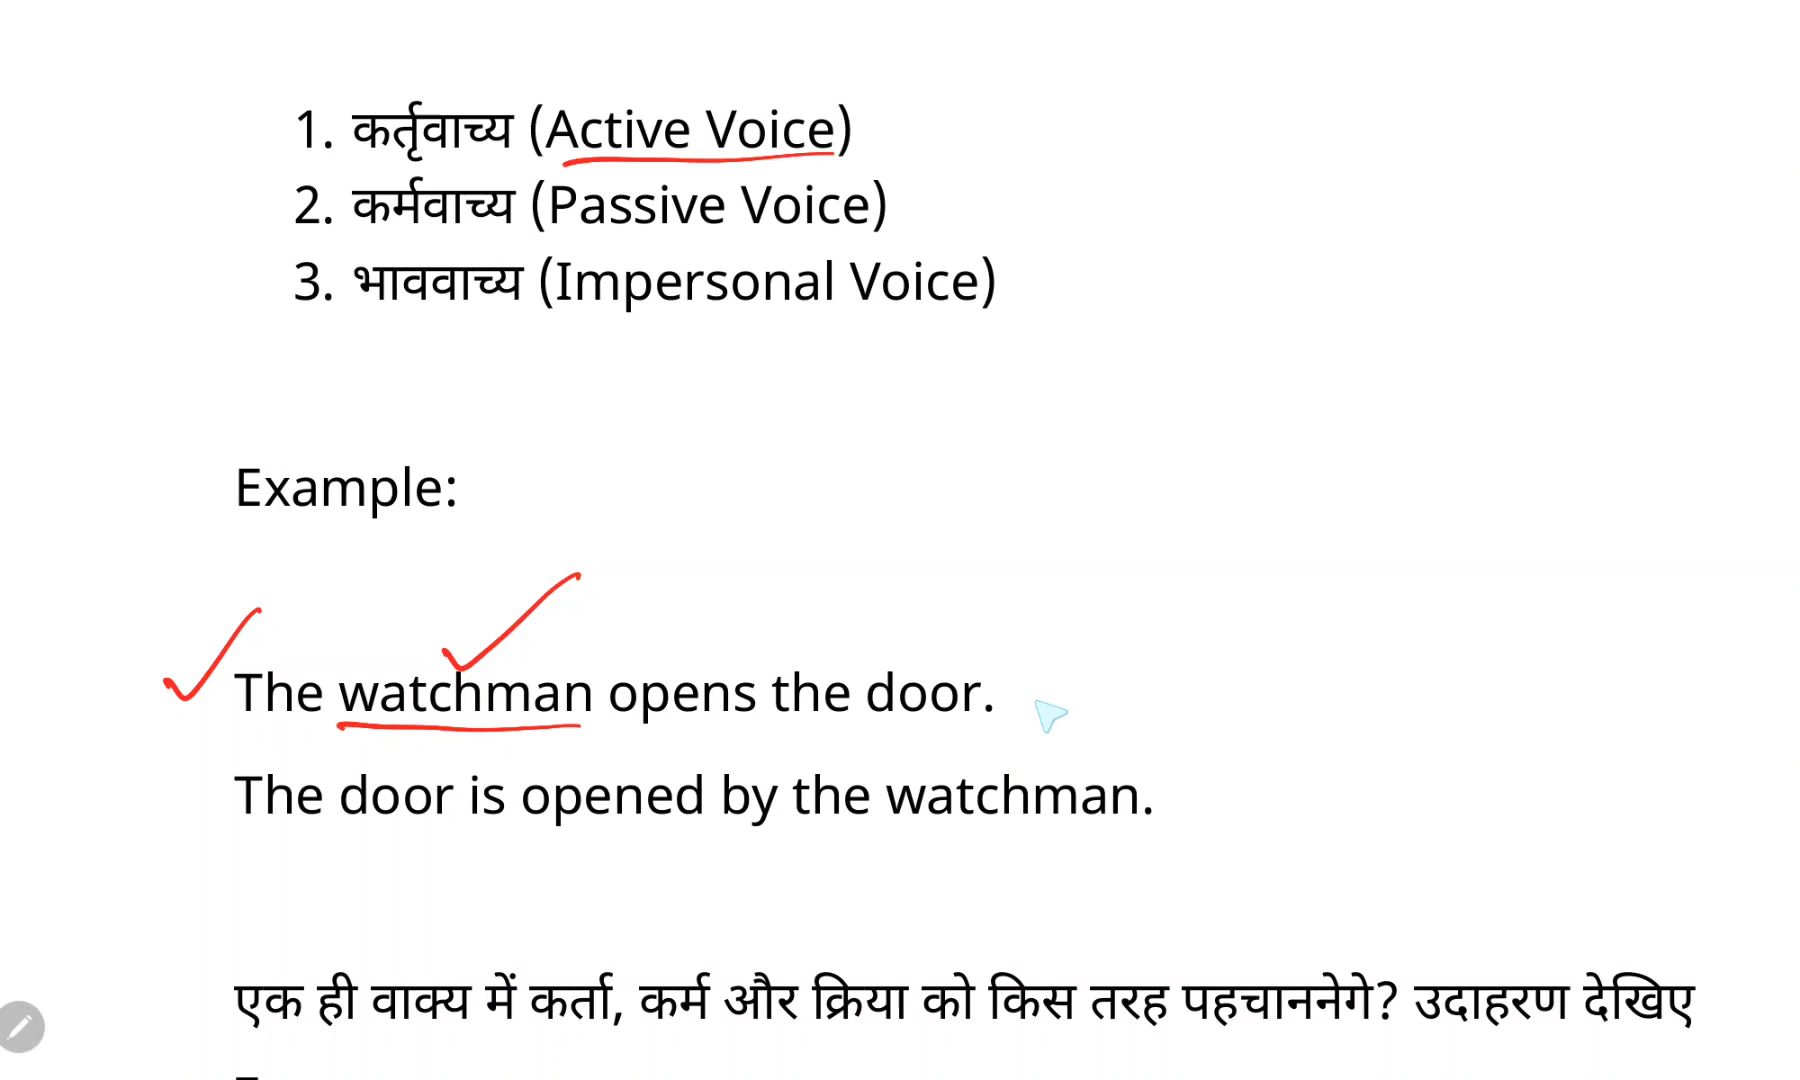 1. कर्तृवाच्य (Active Voice)
2. कर्मवाच्य (Passive Voice)
3. भाववाच्य (Impersonal Voice)
Example:
The watchman opens the door.
The door is opened by the watchman.
एक ही वाक्य में कर्ता, कर्म और क्रिया को किस तरह पहचाननेगे? उदाहरण देखिए